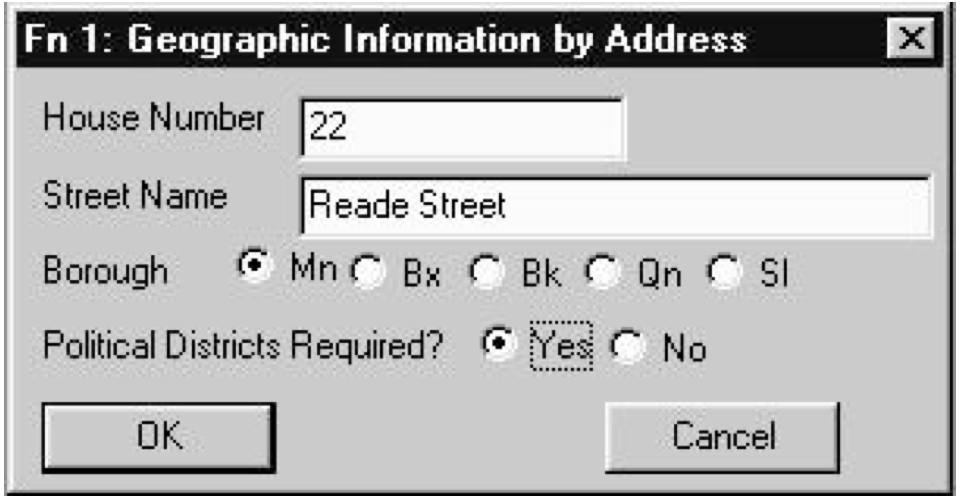 Fn 1: Geographic Information by Address
House Number 22
Street Name Reade Street
Borough Mn Bx Bk Qn SI
Political Districts Required? Yes No
OK Cancel